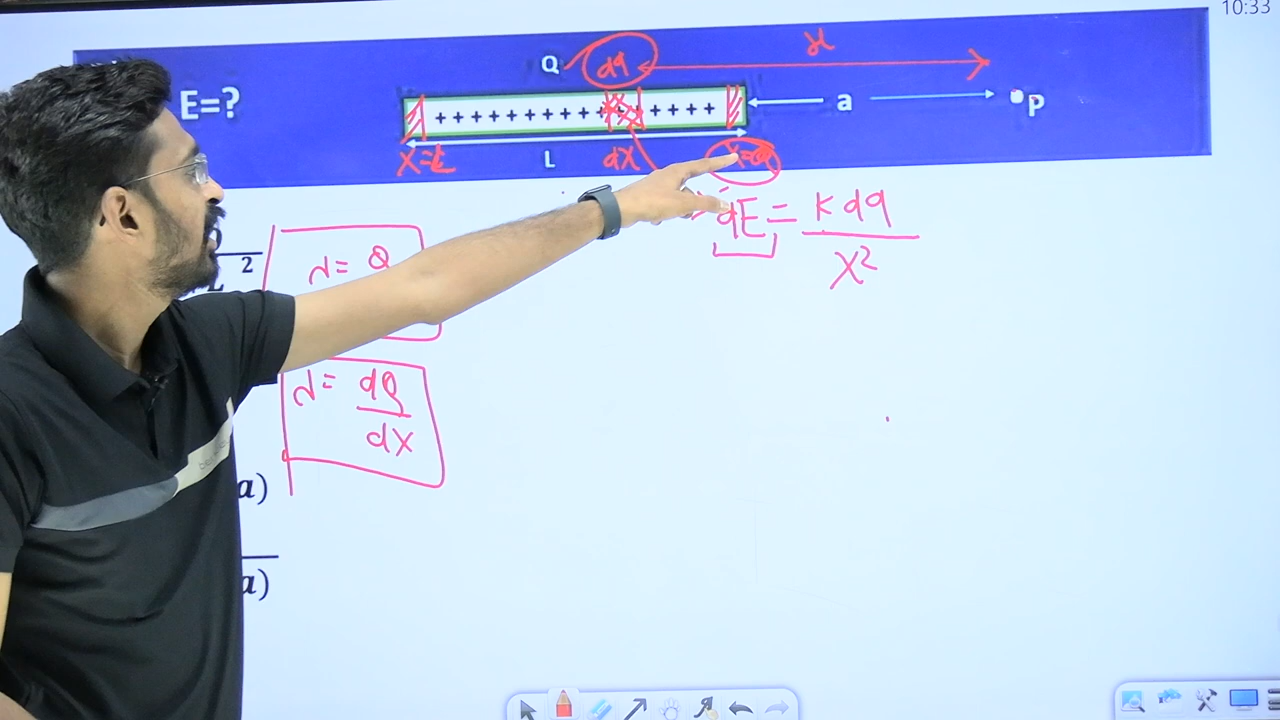 10:33
Q dq x
E=?
+++++++++++ ++++
a
P
x=L
L
dx
x=a
dE = K dq / x²
2
λ = Q
λ = dQ / dx
a)
a)